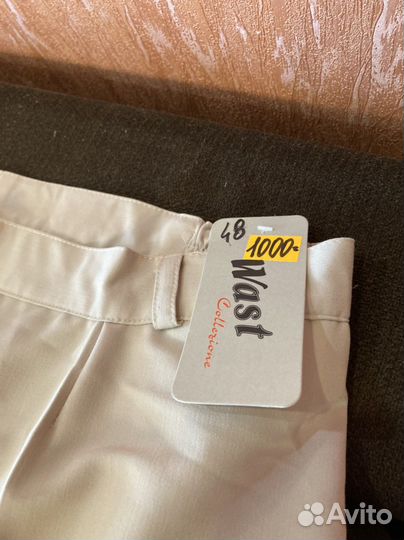 48
1000=
Wast
Collezione
Avito